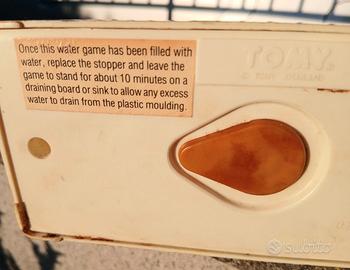 Once this water game has been filled with
water, replace the stopper and leave the
game to stand for about 10 minutes on a
draining board or sink to allow any excess
water to drain from the plastic moulding.
TOMY
© TOMY
subito